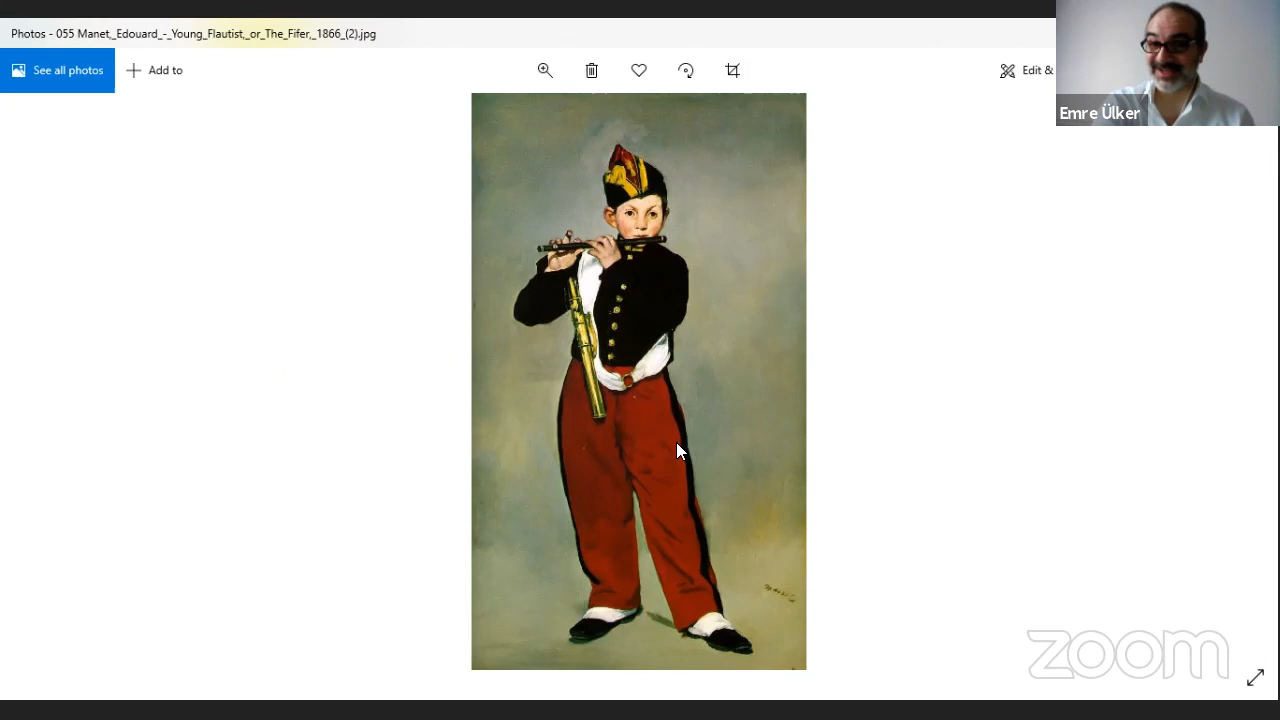 Photos - 055 Manet,_Edouard_-_Young_Flautist,_or_The_Fifer,_1866_(2).jpg
See all photos
Add to
Edit &
Emre Ülker
zoom